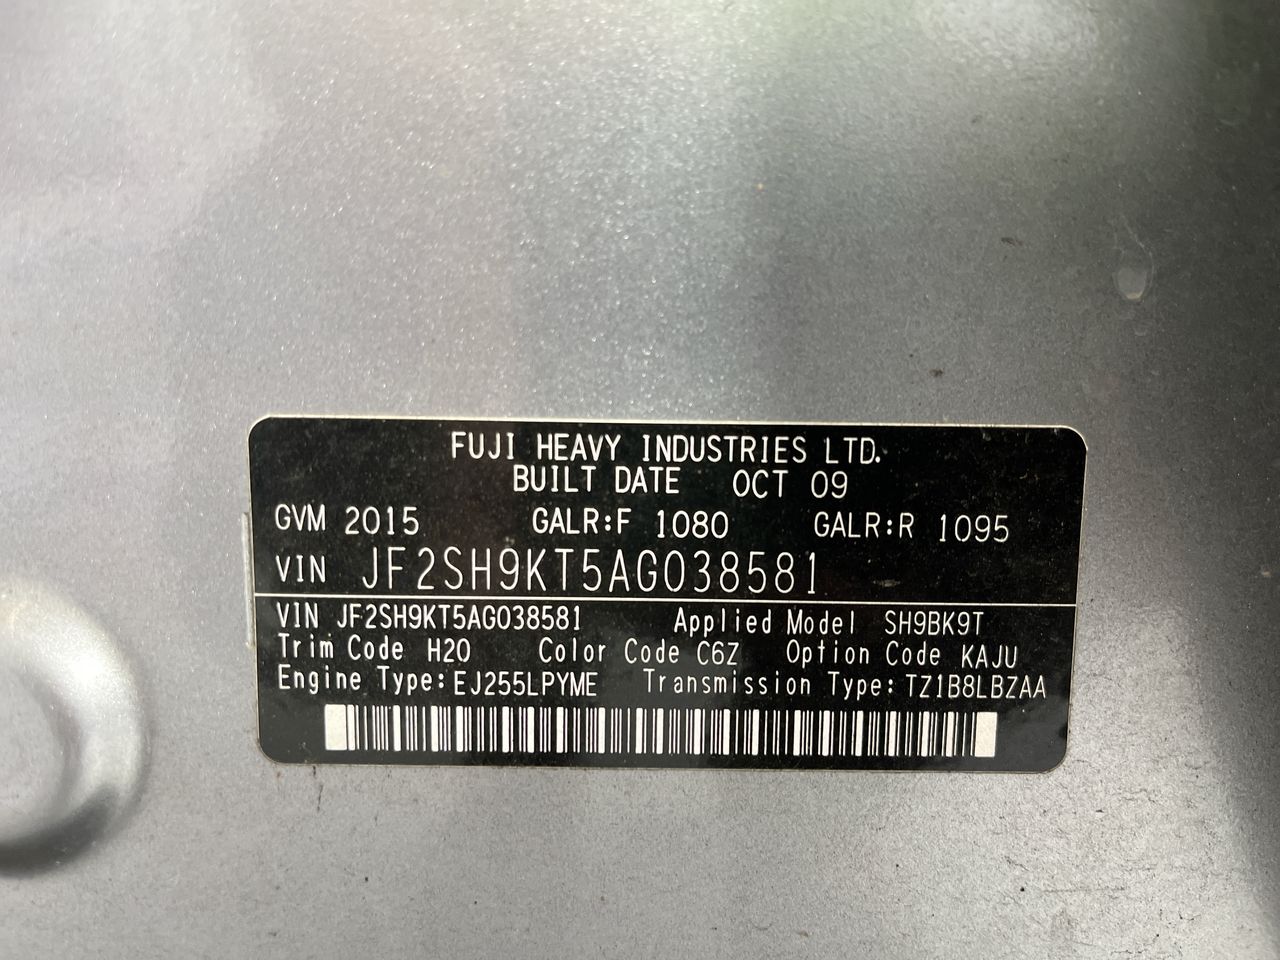 FUJI HEAVY INDUSTRIES LTD.
BUILT DATE OCT 09
GVM 2015 GALR:F 1080 GALR:R 1095
VIN JF2SH9KT5AG038581
VIN JF2SH9KT5AG038581 Applied Model SH9BK9T
Trim Code H20 Color Code C6Z Option Code KAJU
Engine Type:EJ255LPYME Transmission Type:TZ1B8LBZAA